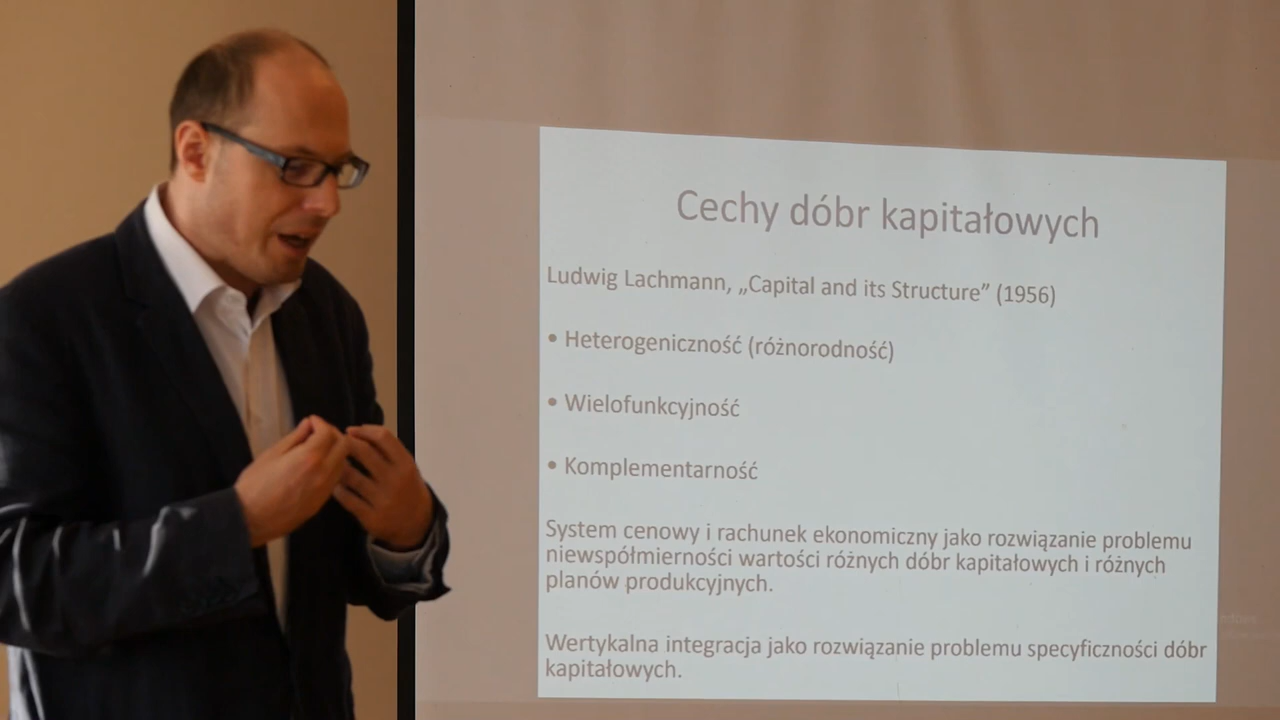 Cechy dóbr kapitałowych
Ludwig Lachmann, „Capital and its Structure” (1956)
• Heterogeniczność (różnorodność)
• Wielofunkcyjność
• Komplementarność
System cenowy i rachunek ekonomiczny jako rozwiązanie problemu
niewspółmierności wartości różnych dóbr kapitałowych i różnych
planów produkcyjnych.
Wertykalna integracja jako rozwiązanie problemu specyficzności dóbr
kapitałowych.